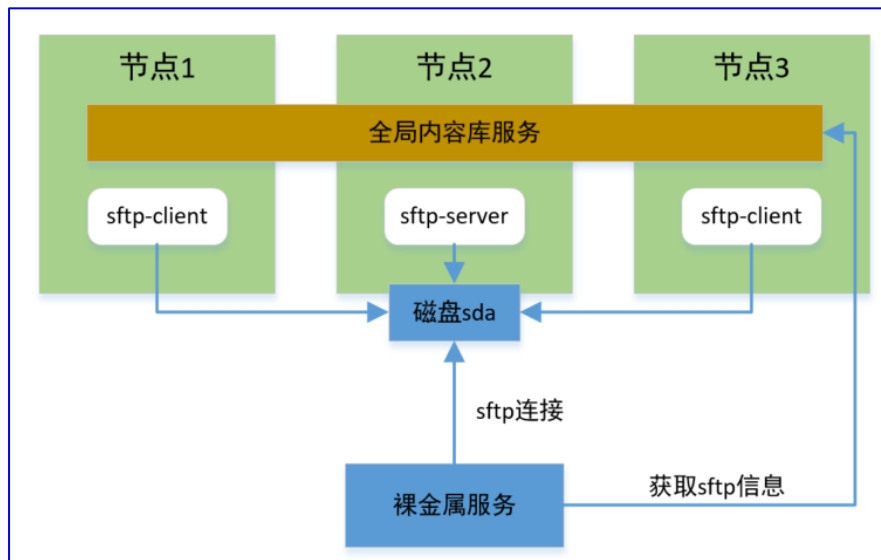 节点1
节点2
节点3
全局内容库服务
sftp-client
sftp-server
sftp-client
磁盘sda
sftp连接
获取sftp信息
裸金属服务